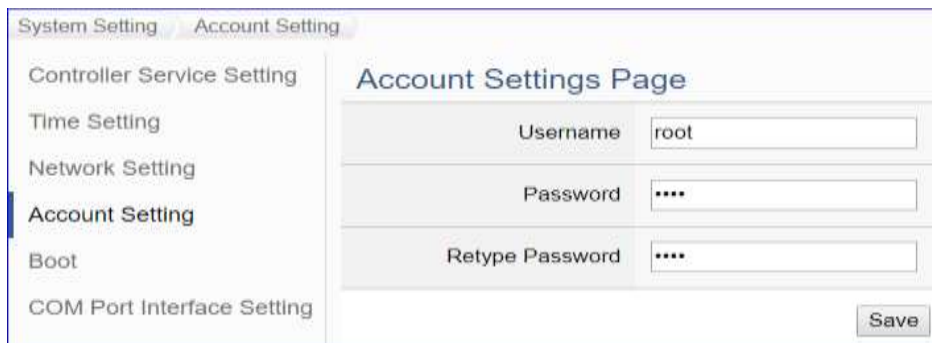 System Setting Account Setting
Controller Service Setting
Time Setting
Network Setting
Account Setting
Boot
COM Port Interface Setting
Account Settings Page
Username root
Password ••••
Retype Password ••••
Save